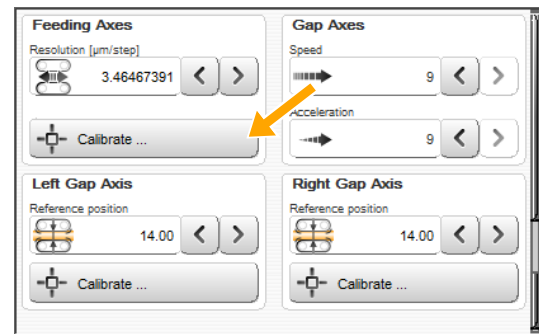 Feeding Axes
Resolution [µm/step]
3.46467391
Calibrate ...
Gap Axes
Speed
9
Acceleration
9
Left Gap Axis
Reference position
14.00
Calibrate ...
Right Gap Axis
Reference position
14.00
Calibrate ...